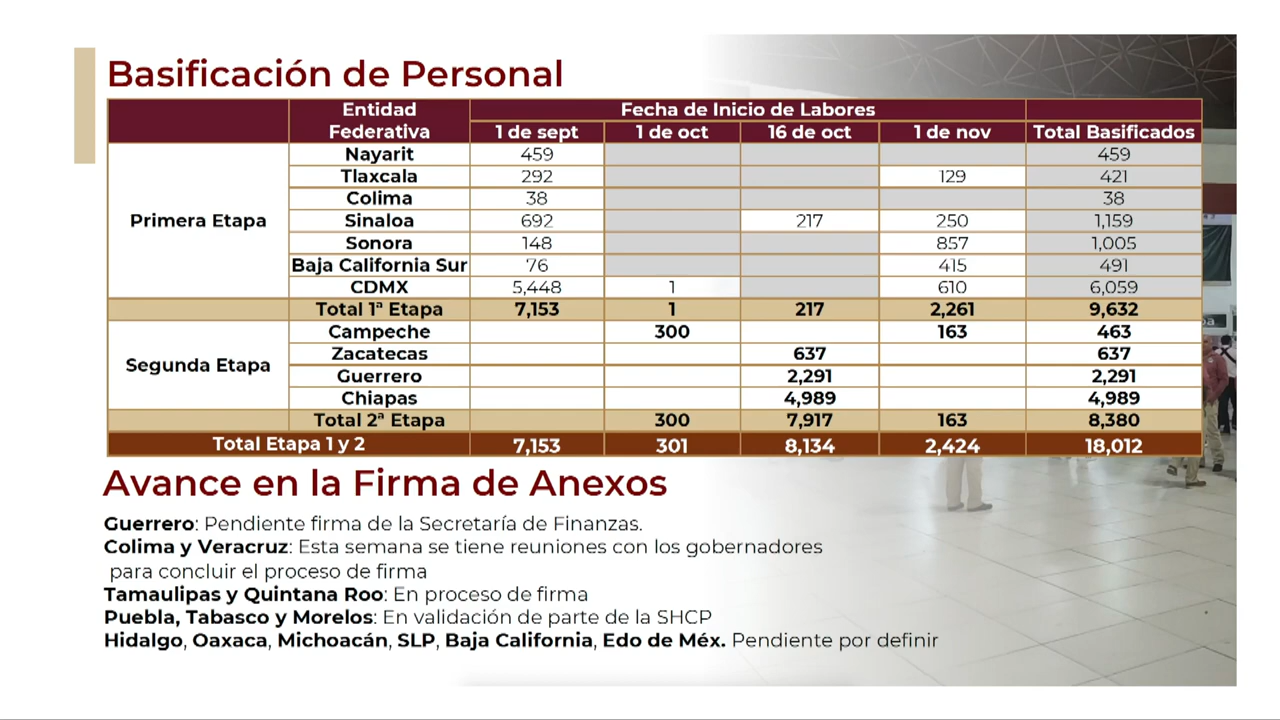 Basificación de Personal
Entidad Federativa Fecha de Inicio de Labores
1 de sept 1 de oct 16 de oct 1 de nov Total Basificados
Primera Etapa
Nayarit 459 459
Tlaxcala 292 129 421
Colima 38 38
Sinaloa 692 217 250 1,159
Sonora 148 857 1,005
Baja California Sur 76 415 491
CDMX 5,448 1 610 6,059
Total 1ª Etapa 7,153 1 217 2,261 9,632
Segunda Etapa
Campeche 300 163 463
Zacatecas 637 637
Guerrero 2,291 2,291
Chiapas 4,989 4,989
Total 2ª Etapa 300 7,917 163 8,380
Total Etapa 1 y 2 7,153 301 8,134 2,424 18,012
Avance en la Firma de Anexos
Guerrero: Pendiente firma de la Secretaría de Finanzas.
Colima y Veracruz: Esta semana se tiene reuniones con los gobernadores
para concluir el proceso de firma
Tamaulipas y Quintana Roo: En proceso de firma
Puebla, Tabasco y Morelos: En validación de parte de la SHCP
Hidalgo, Oaxaca, Michoacán, SLP, Baja California, Edo de Méx. Pendiente por definir